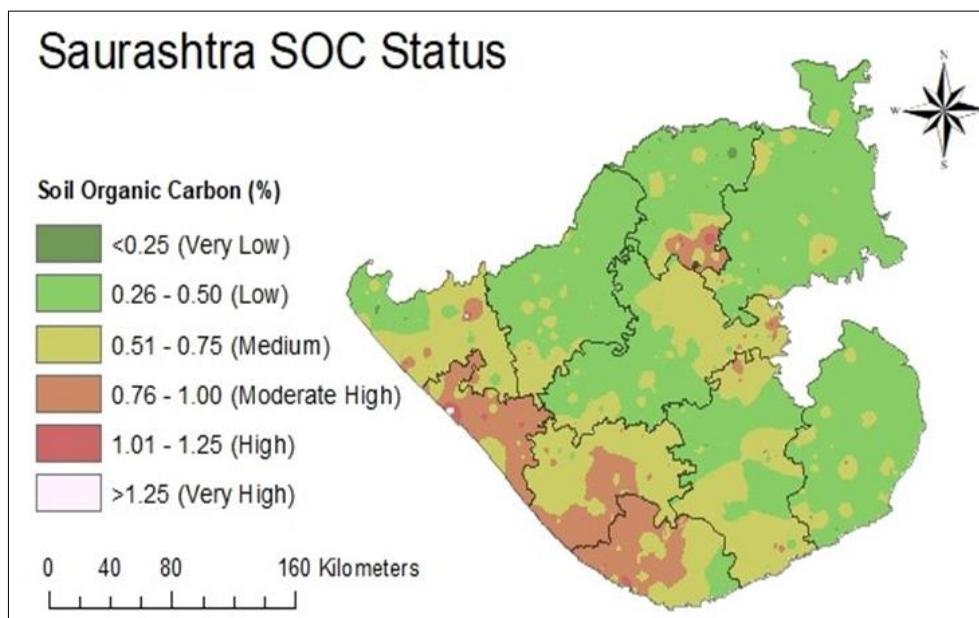 Saurashtra SOC Status
N
W
S
Soil Organic Carbon (%)
<0.25 (Very Low)
0.26 - 0.50 (Low)
0.51 - 0.75 (Medium)
0.76 - 1.00 (Moderate High)
1.01 - 1.25 (High)
>1.25 (Very High)
0 40 80 160 Kilometers